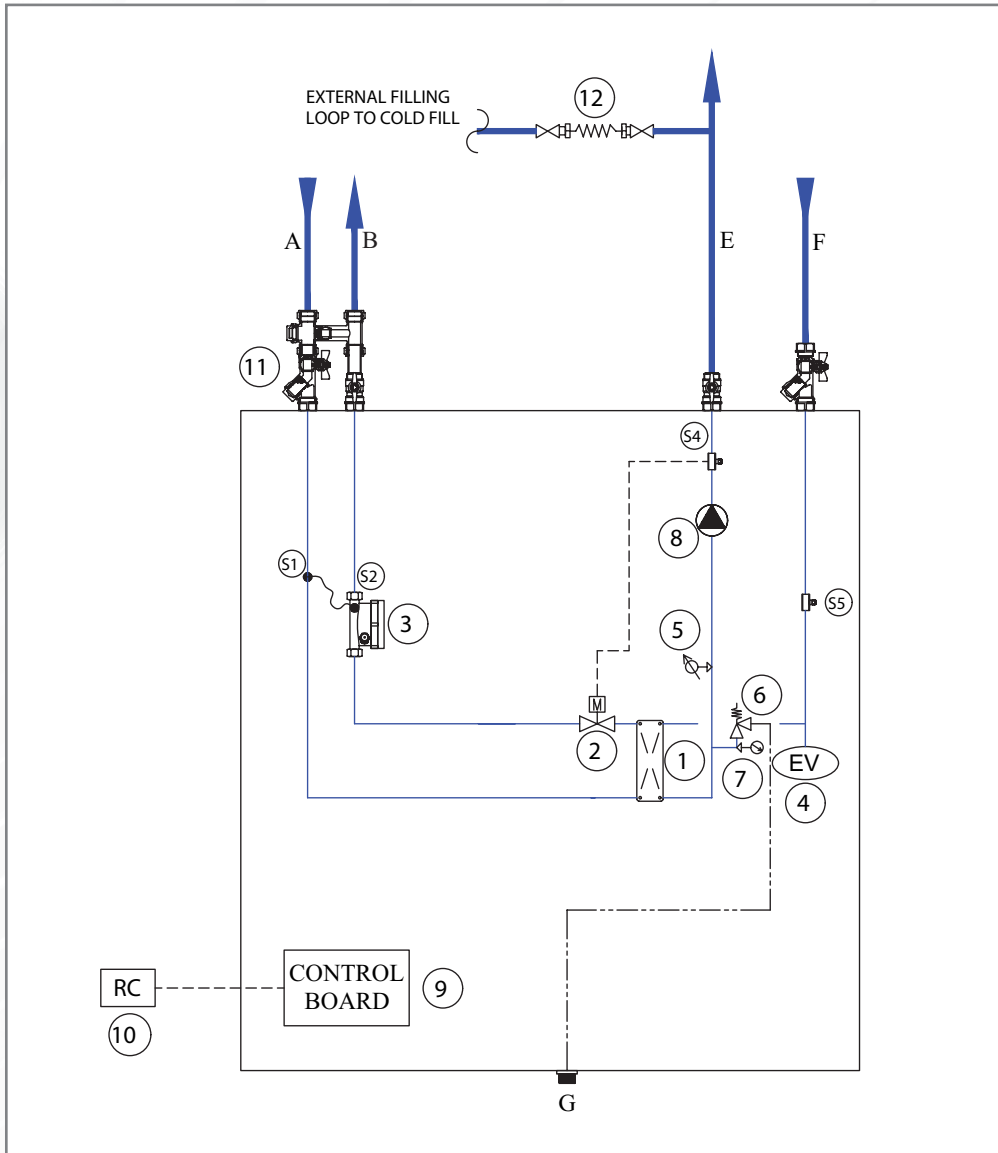 EXTERNAL FILLING
LOOP TO COLD FILL
12
A
B
E
F
11
S4
8
S1
S2
3
S5
5
6
M
2
1
7
EV
4
CONTROL
BOARD
9
RC
10
G